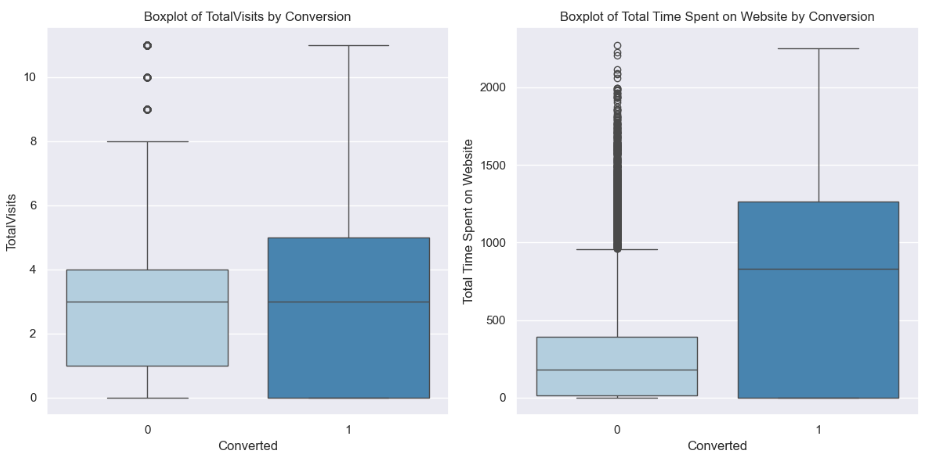 Boxplot of TotalVisits by Conversion
10
8
6
4
2
0
TotalVisits
0
1
Converted
Boxplot of Total Time Spent on Website by Conversion
2000
1500
1000
500
0
Total Time Spent on Website
0
1
Converted